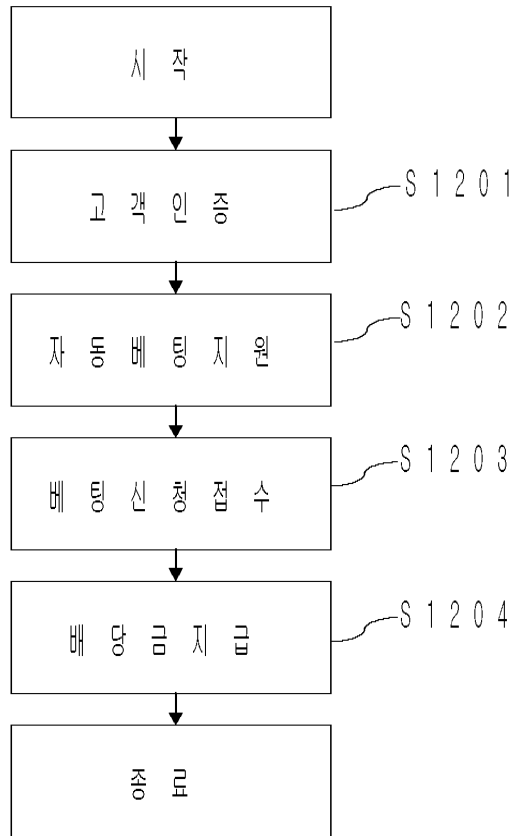 시 작
고 객 인 증
S 1 2 0 1
자 동 베 팅 지 원
S 1 2 0 2
베 팅 신 청 접 수
S 1 2 0 3
배 당 금 지 급
S 1 2 0 4
종 료